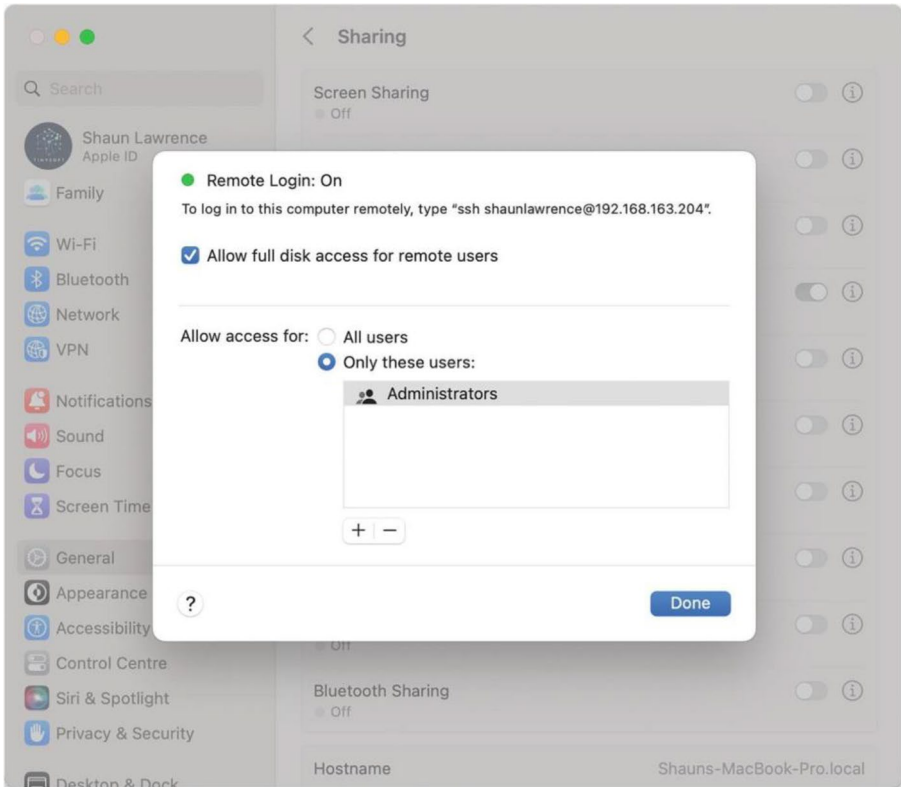 Sharing
Search
Shaun Lawrence
Apple ID
Family
Wi-Fi
Bluetooth
Network
VPN
Notifications
Sound
Focus
Screen Time
General
Appearance
Accessibility
Control Centre
Siri & Spotlight
Privacy & Security
Desktop & Dock
Screen Sharing
Off
Remote Login: On
To log in to this computer remotely, type “ssh shaunlawrence@192.168.163.204”.
Allow full disk access for remote users
Allow access for:
All users
Only these users:
Administrators
+ −
?
Done
Off
Bluetooth Sharing
Off
Hostname
Shauns-MacBook-Pro.local